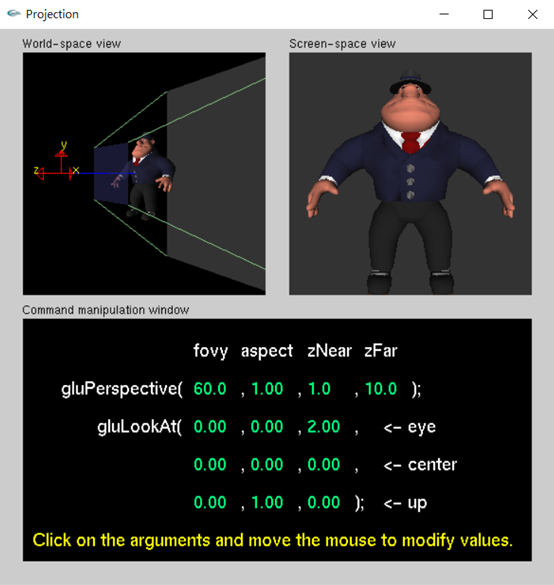 Projection
World-space view
Screen-space view
y
z x
Command manipulation window
fovy aspect zNear zFar
gluPerspective( 60.0 , 1.00 , 1.0 , 10.0 );
gluLookAt( 0.00 , 0.00 , 2.00 , <- eye
0.00 , 0.00 , 0.00 , <- center
0.00 , 1.00 , 0.00 ); <- up
Click on the arguments and move the mouse to modify values.